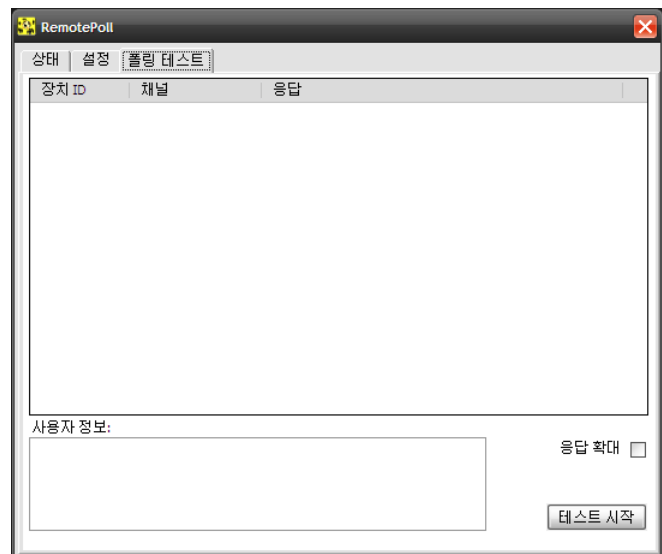 RemotePoll
상태 설정 폴링 테스트
장치 ID 채널 응답
사용자 정보:
응답 확대
테스트 시작